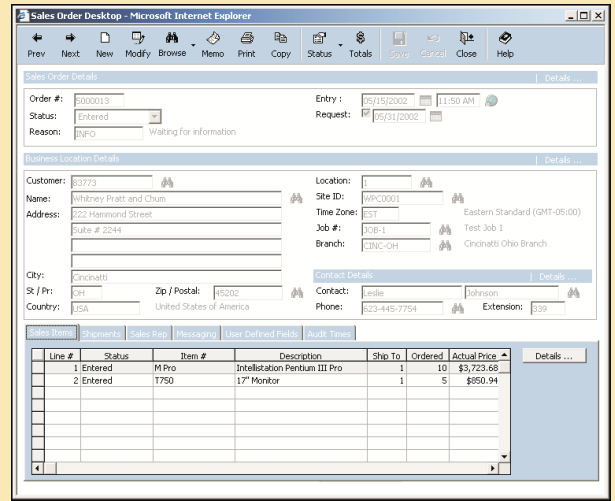 Sales Order Desktop - Microsoft Internet Explorer
Prev Next New Modify Browse Memo Print Copy Status Totals Save Cancel Close Help
Sales Order Details | Details ...
Order #: S000013 Entry : 05/15/2002 11:50 AM
Status: Entered Request: 05/31/2002
Reason: INFO Waiting for information
Business Location Details | Details ...
Customer: 83773 Location: 1
Name: Whitney Pratt and Chum Site ID: WPC0001
Address: 222 Hammond Street Time Zone: EST Eastern Standard (GMT-05:00)
Suite # 2244 Job #: JOB-1 Test Job 1
Branch: CINC-OH Cincinatti Ohio Branch
City: Cincinatti Contact Details | Details ...
St / Pr: OH Zip / Postal: 45202 Contact: Leslie Johnson
Country: USA United States of America Phone: 623-445-7754 Extension: 339
Sales Items Shipments Sales Rep Messaging User Defined Fields Audit Times
Line # Status Item # Description Ship To Ordered Actual Price Details ...
1 Entered M Pro Intellistation Pentium III Pro 1 10 $3,723.68
2 Entered T750 17" Monitor 1 5 $850.94